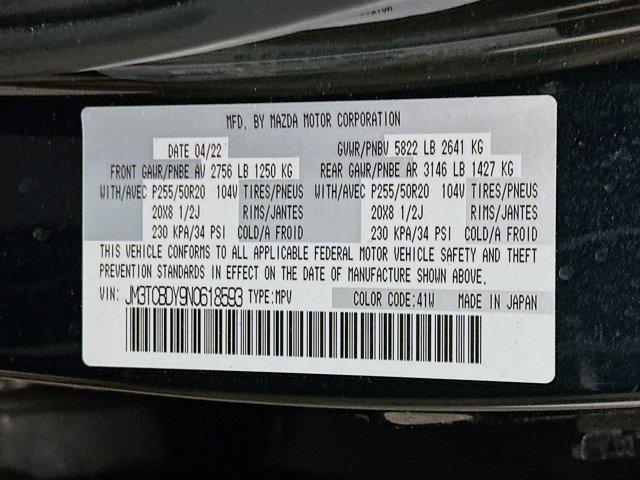 MFD. BY MAZDA MOTOR CORPORATION
DATE 04/22 GVWR/PNBV 5822 LB 2641 KG
FRONT GAWR/PNBE AV 2756 LB 1250 KG REAR GAWR/PNBE AR 3146 LB 1427 KG
WITH/AVEC P255/50R20 104V TIRES/PNEUS WITH/AVEC P255/50R20 104V TIRES/PNEUS
20X8 1/2J RIMS/JANTES 20X8 1/2J RIMS/JANTES
230 KPA/34 PSI COLD/A FROID 230 KPA/34 PSI COLD/A FROID
THIS VEHICLE CONFORMS TO ALL APPLICABLE FEDERAL MOTOR VEHICLE SAFETY AND THEFT
PREVENTION STANDARDS IN EFFECT ON THE DATE OF MANUFACTURE SHOWN ABOVE.
VIN: JM3TCBDY9N0618593 TYPE:MPV COLOR CODE:41W MADE IN JAPAN